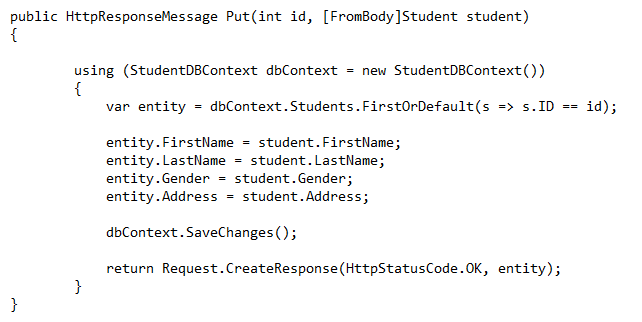 public HttpResponseMessage Put(int id, [FromBody]Student student)
{
using (StudentDBContext dbContext = new StudentDBContext())
{
var entity = dbContext.Students.FirstOrDefault(s => s.ID == id);
entity.FirstName = student.FirstName;
entity.LastName = student.LastName;
entity.Gender = student.Gender;
entity.Address = student.Address;
dbContext.SaveChanges();
return Request.CreateResponse(HttpStatusCode.OK, entity);
}
}